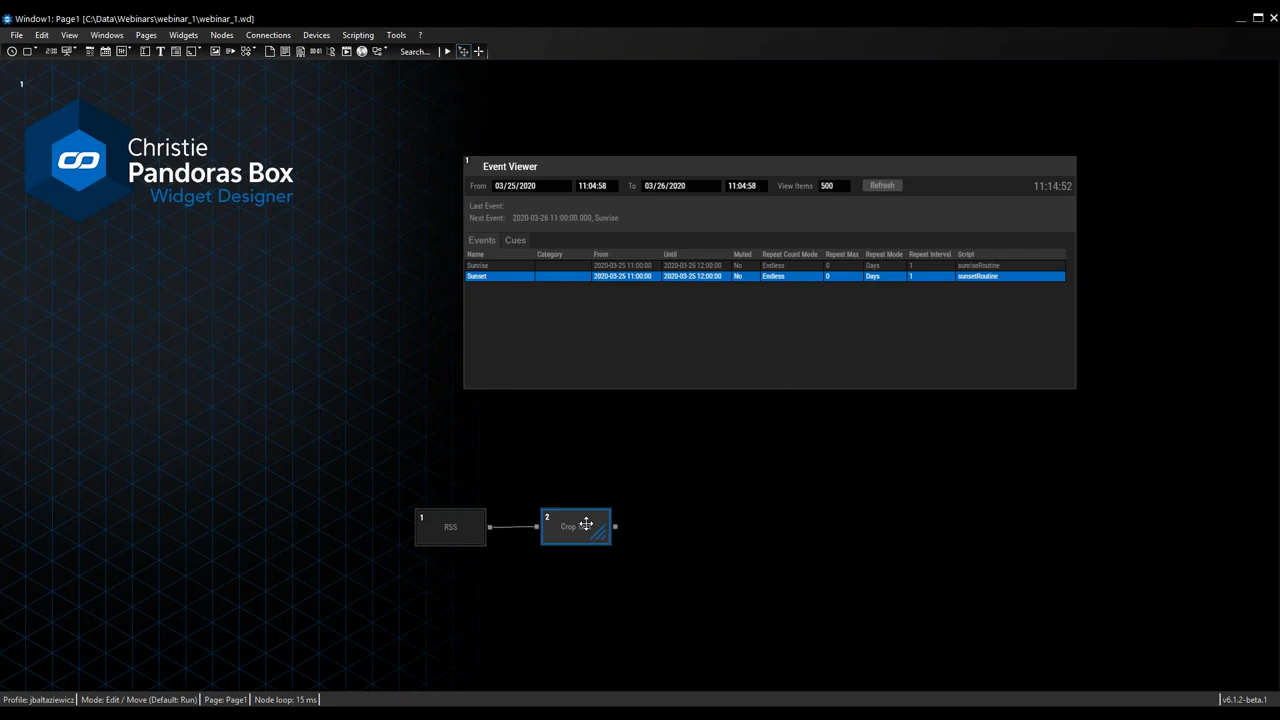 Window1: Page1 [C:\Data\Webinars\webinar_1\webinar_1.wd]
File Edit View Windows Pages Widgets Nodes Connections Devices Scripting Tools ?
Search...
1
Christie
Pandoras Box
Widget Designer
1 Event Viewer
From 03/25/2020 11:04:58 To 03/26/2020 11:04:58 View Items 500 Refresh 11:14:52
Last Event:
Next Event: 2020-03-26 11:00:00.000, Sunrise
Events Cues
Name Category From Until Muted Repeat Count Mode Repeat Max Repeat Mode Repeat Interval Script
Sunrise 2020-03-25 11:00:00 2020-03-25 12:00:00 No Endless 0 Days 1 sunriseRoutine
Sunset 2020-03-25 11:00:00 2020-03-25 12:00:00 No Endless 0 Days 1 sunsetRoutine
1 RSS
2 Crop
Profile: jbaltaziewicz Mode: Edit / Move (Default: Run) Page: Page1 Node loop: 15 ms v6.1.2-beta.1